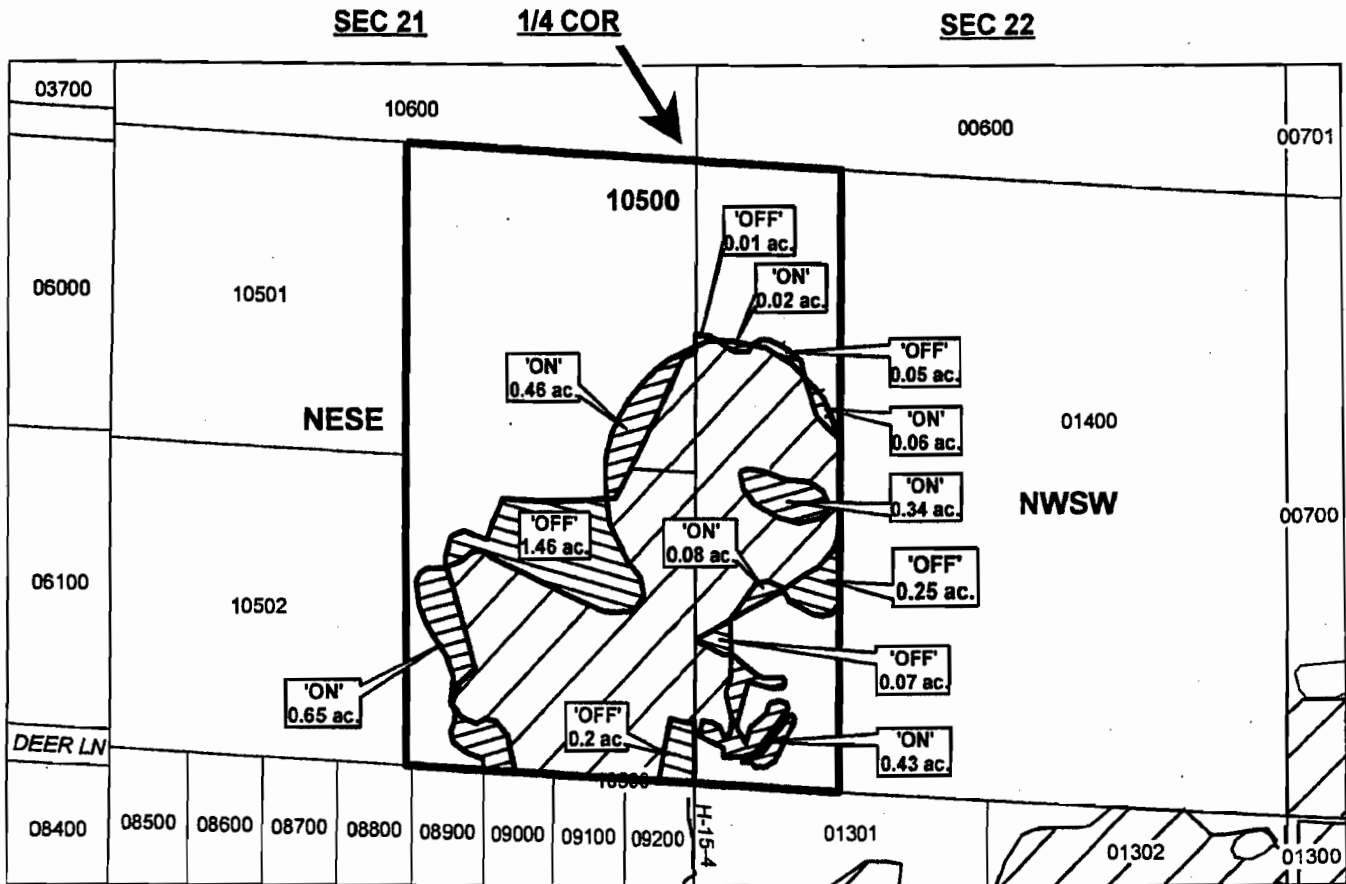 SEC 21
1/4 COR
SEC 22
03700
10600
00600
00701
10500
'OFF'
0.01 ac.
'ON'
0.02 ac.
06000
10501
'OFF'
0.05 ac.
'ON'
0.46 ac.
NESE
'ON'
0.06 ac.
01400
'ON'
0.34 ac.
NWSW
00700
'OFF'
1.46 ac.
'ON'
0.08 ac.
'OFF'
0.25 ac.
06100
10502
'OFF'
0.07 ac.
'ON'
0.65 ac.
'OFF'
0.2 ac.
'ON'
0.43 ac.
DEER LN
08400
08500
08600
08700
08800
08900
09000
09100
09200
H-15-4
01301
01302
01300